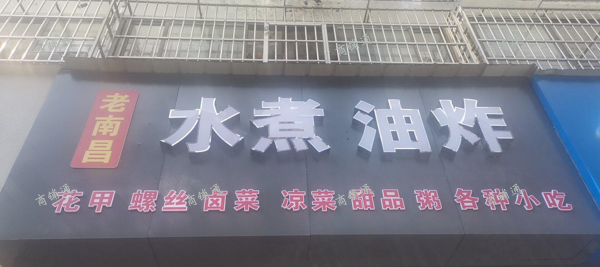 老南昌
水煮 油炸
花甲 螺丝 卤菜 凉菜 甜品 粥 各种小吃